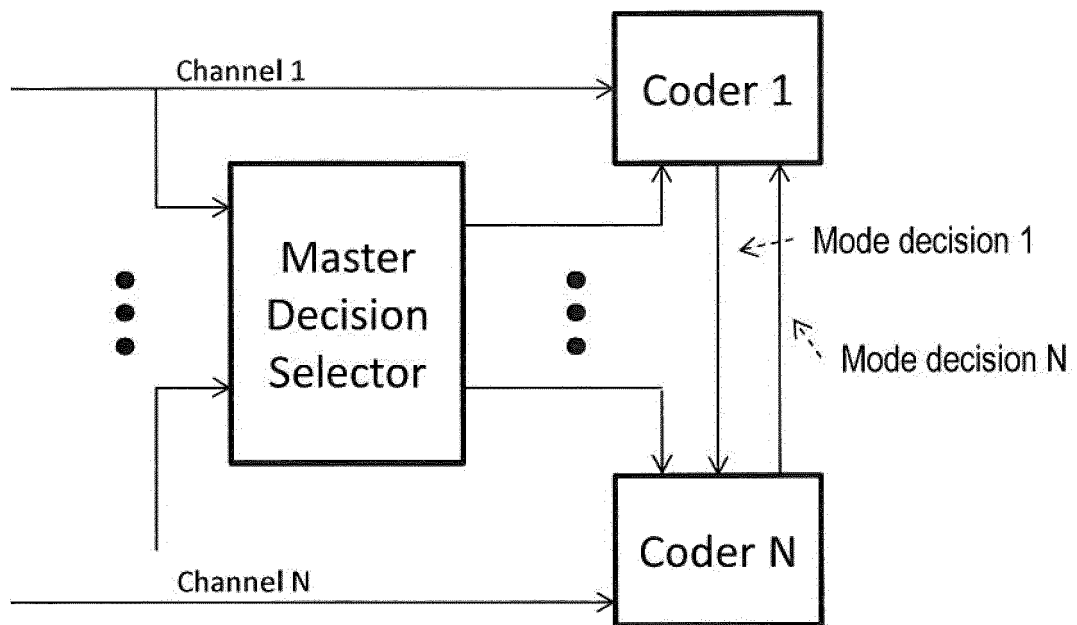 Channel 1
Coder 1
Master
Decision
Selector
Mode decision 1
Mode decision N
Coder N
Channel N